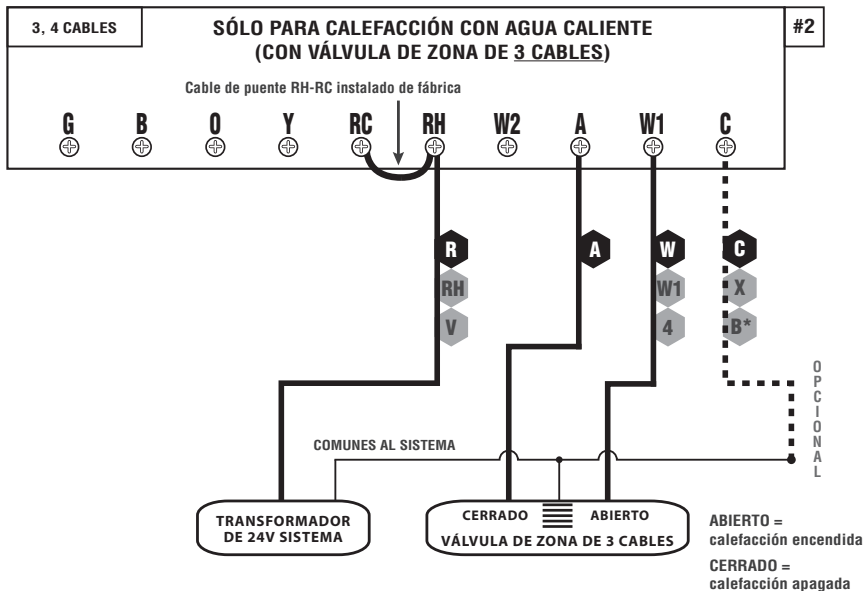 3, 4 CABLES
SÓLO PARA CALEFACCIÓN CON AGUA CALIENTE
(CON VÁLVULA DE ZONA DE 3 CABLES)
#2
Cable de puente RH-RC instalado de fábrica
G B O Y RC RH W2 A W1 C
R A W C
RH W1 X
V 4 B*
OPCIONAL
COMUNES AL SISTEMA
TRANSFORMADOR
DE 24V SISTEMA
CERRADO ABIERTO
VÁLVULA DE ZONA DE 3 CABLES
ABIERTO =
calefacción encendida
CERRADO =
calefacción apagada